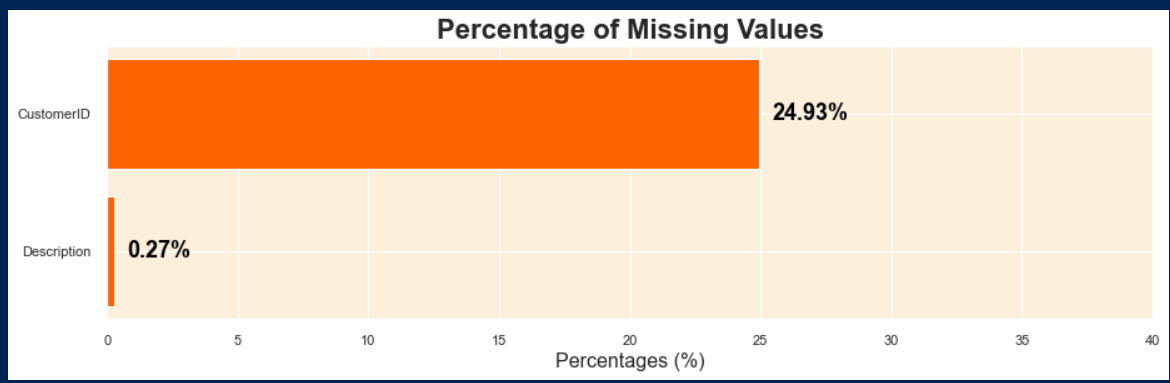 Percentage of Missing Values
CustomerID
24.93%
Description
0.27%
0 5 10 15 20 25 30 35 40
Percentages (%)